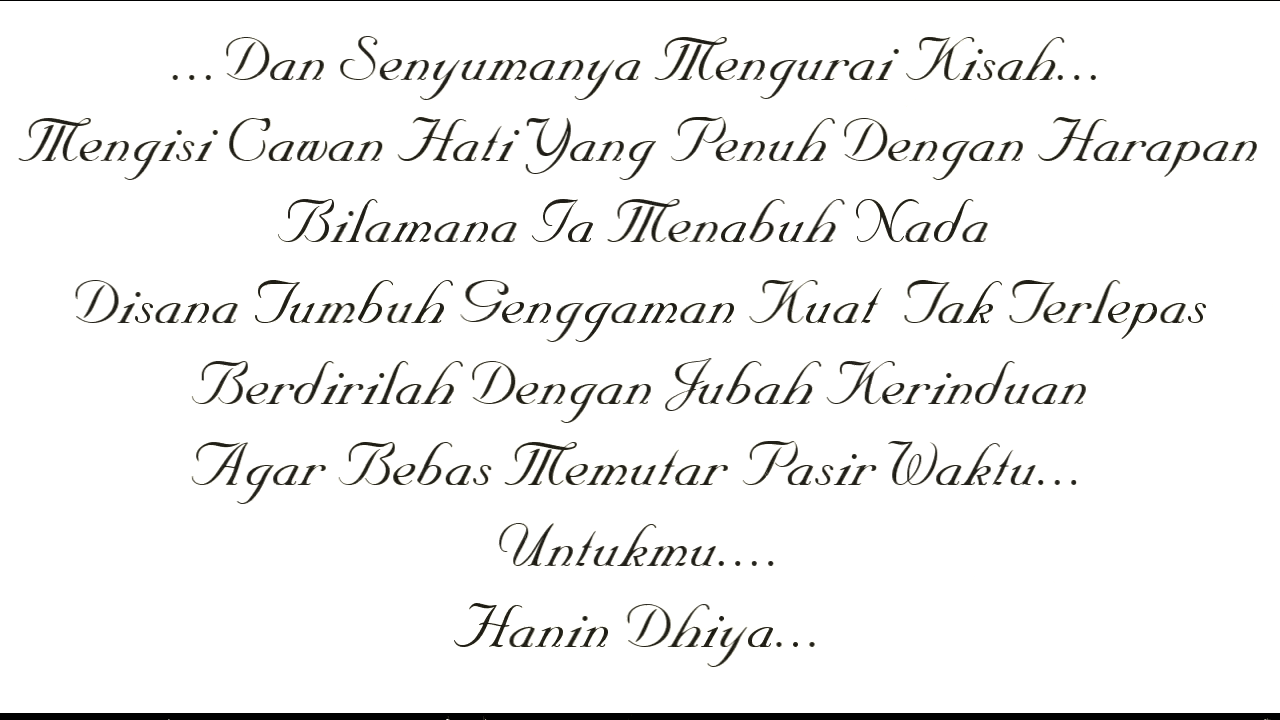 ...Dan Senyumanya Mengurai Kisah...
Mengisi Cawan Hati Yang Penuh Dengan Harapan
Bilamana Ia Menabuh Nada
Disana Tumbuh Genggaman Kuat Tak Terlepas
Berdirilah Dengan Jubah Kerinduan
Agar Bebas Memutar Pasir Waktu...
Untukmu....
Hanin Dhiya...